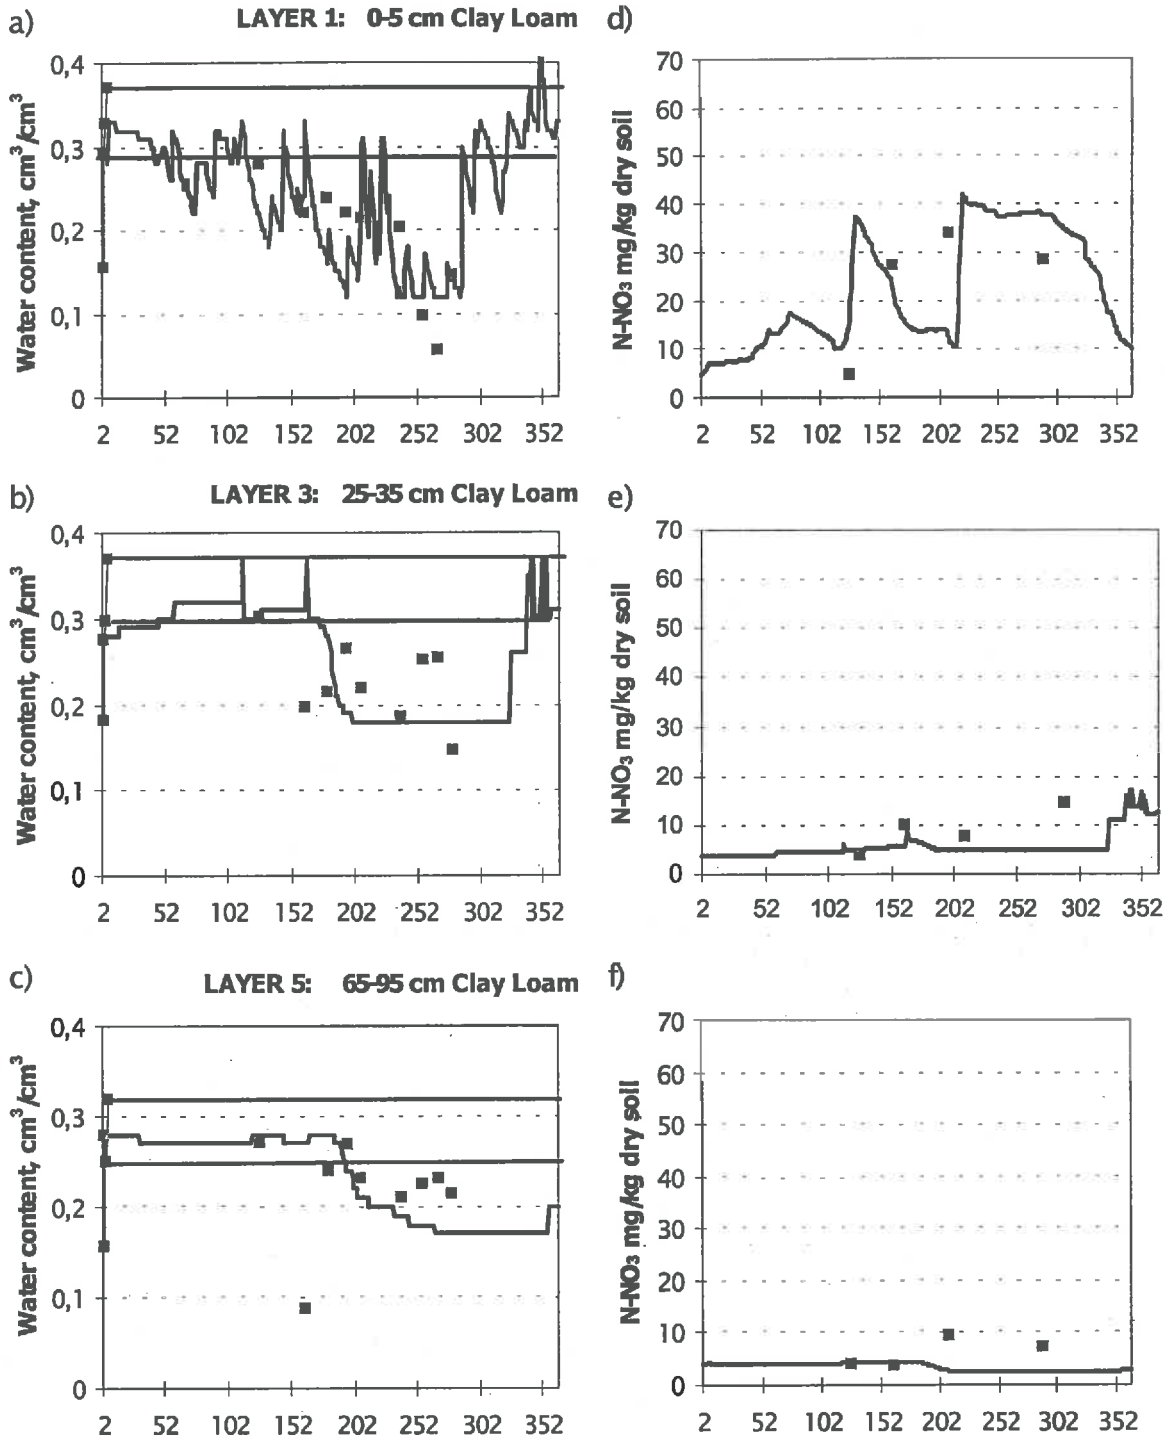 a)
LAYER 1: 0-5 cm Clay Loam
Water content, cm³/cm³
0,4
0,3
0,2
0,1
0
2 52 102 152 202 252 302 352
d)
N-NO₃ mg/kg dry soil
70
60
50
40
30
20
10
0
2 52 102 152 202 252 302 352
b)
LAYER 3: 25-35 cm Clay Loam
Water content, cm³/cm³
0,4
0,3
0,2
0,1
0
2 52 102 152 202 252 302 352
e)
N-NO₃ mg/kg dry soil
70
60
50
40
30
20
10
0
2 52 102 152 202 252 302 352
c)
LAYER 5: 65-95 cm Clay Loam
Water content, cm³/cm³
0,4
0,3
0,2
0,1
0
2 52 102 152 202 252 302 352
f)
N-NO₃ mg/kg dry soil
70
60
50
40
30
20
10
0
2 52 102 152 202 252 302 352